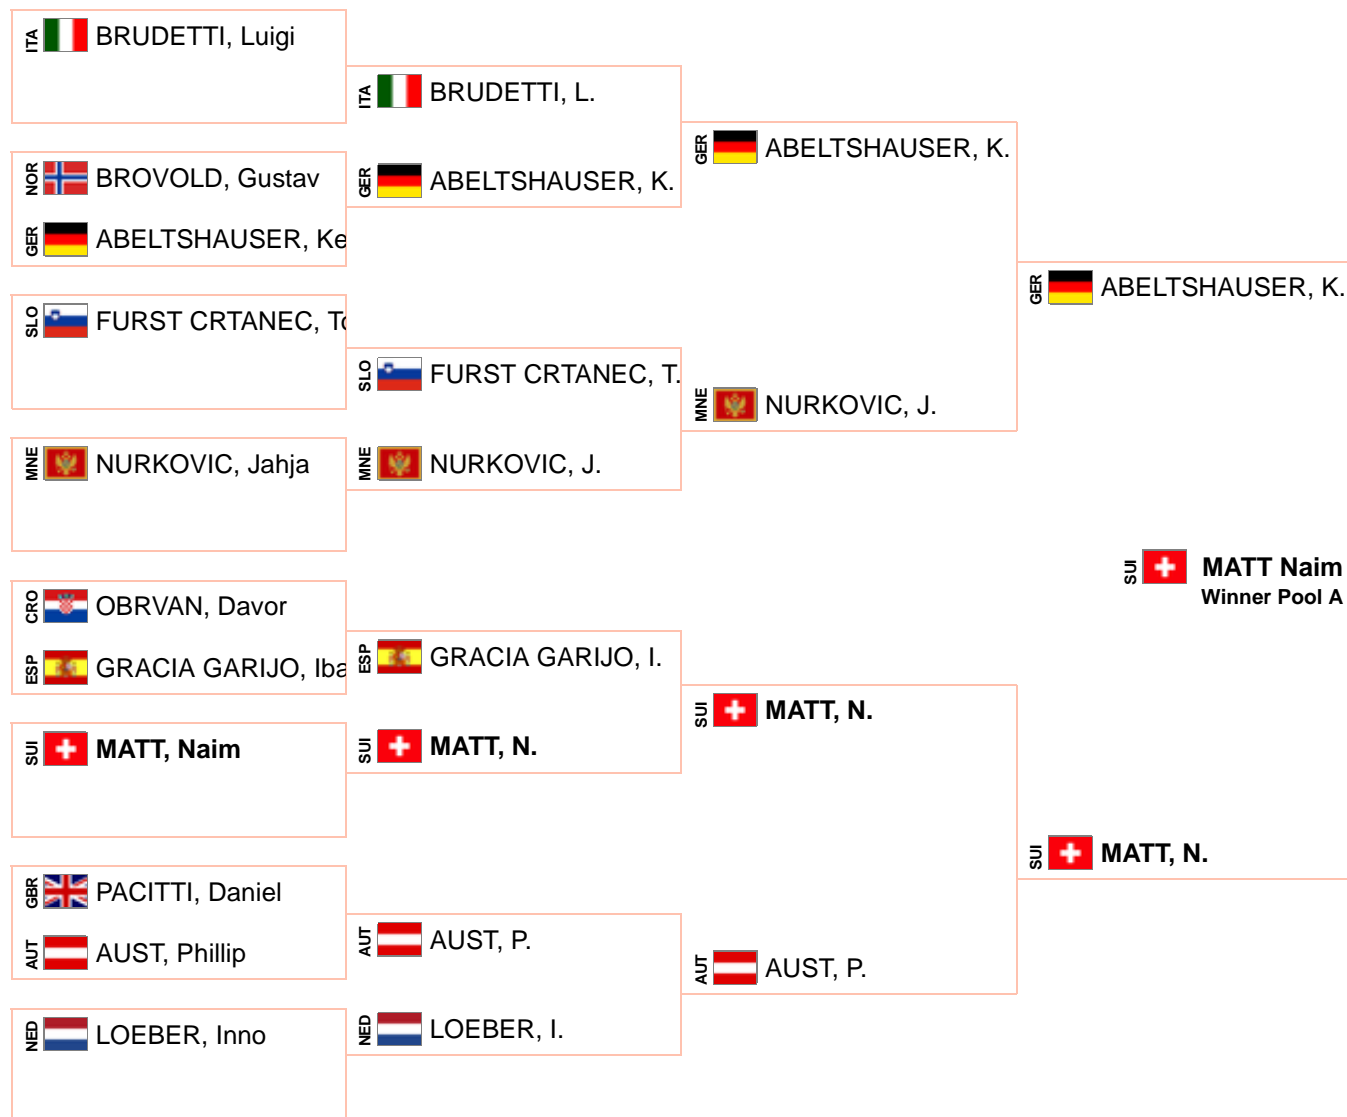 ITA BRUDETTI, Luigi
NOR BROVOLD, Gustav
GER ABELTSHAUSER, Ke
SLO FURST CRTANEC, To
MNE NURKOVIC, Jahja
CRO OBRVAN, Davor
ESP GRACIA GARIJO, Iba
SUI MATT, Naim
GBR PACITTI, Daniel
AUT AUST, Phillip
NED LOEBER, Inno
ITA BRUDETTI, L.
GER ABELTSHAUSER, K.
SLO FURST CRTANEC, T.
MNE NURKOVIC, J.
ESP GRACIA GARIJO, I.
SUI MATT, N.
AUT AUST, P.
NED LOEBER, I.
GER ABELTSHAUSER, K.
MNE NURKOVIC, J.
SUI MATT, N.
AUT AUST, P.
GER ABELTSHAUSER, K.
SUI MATT, N.
SUI MATT Naim
Winner Pool A